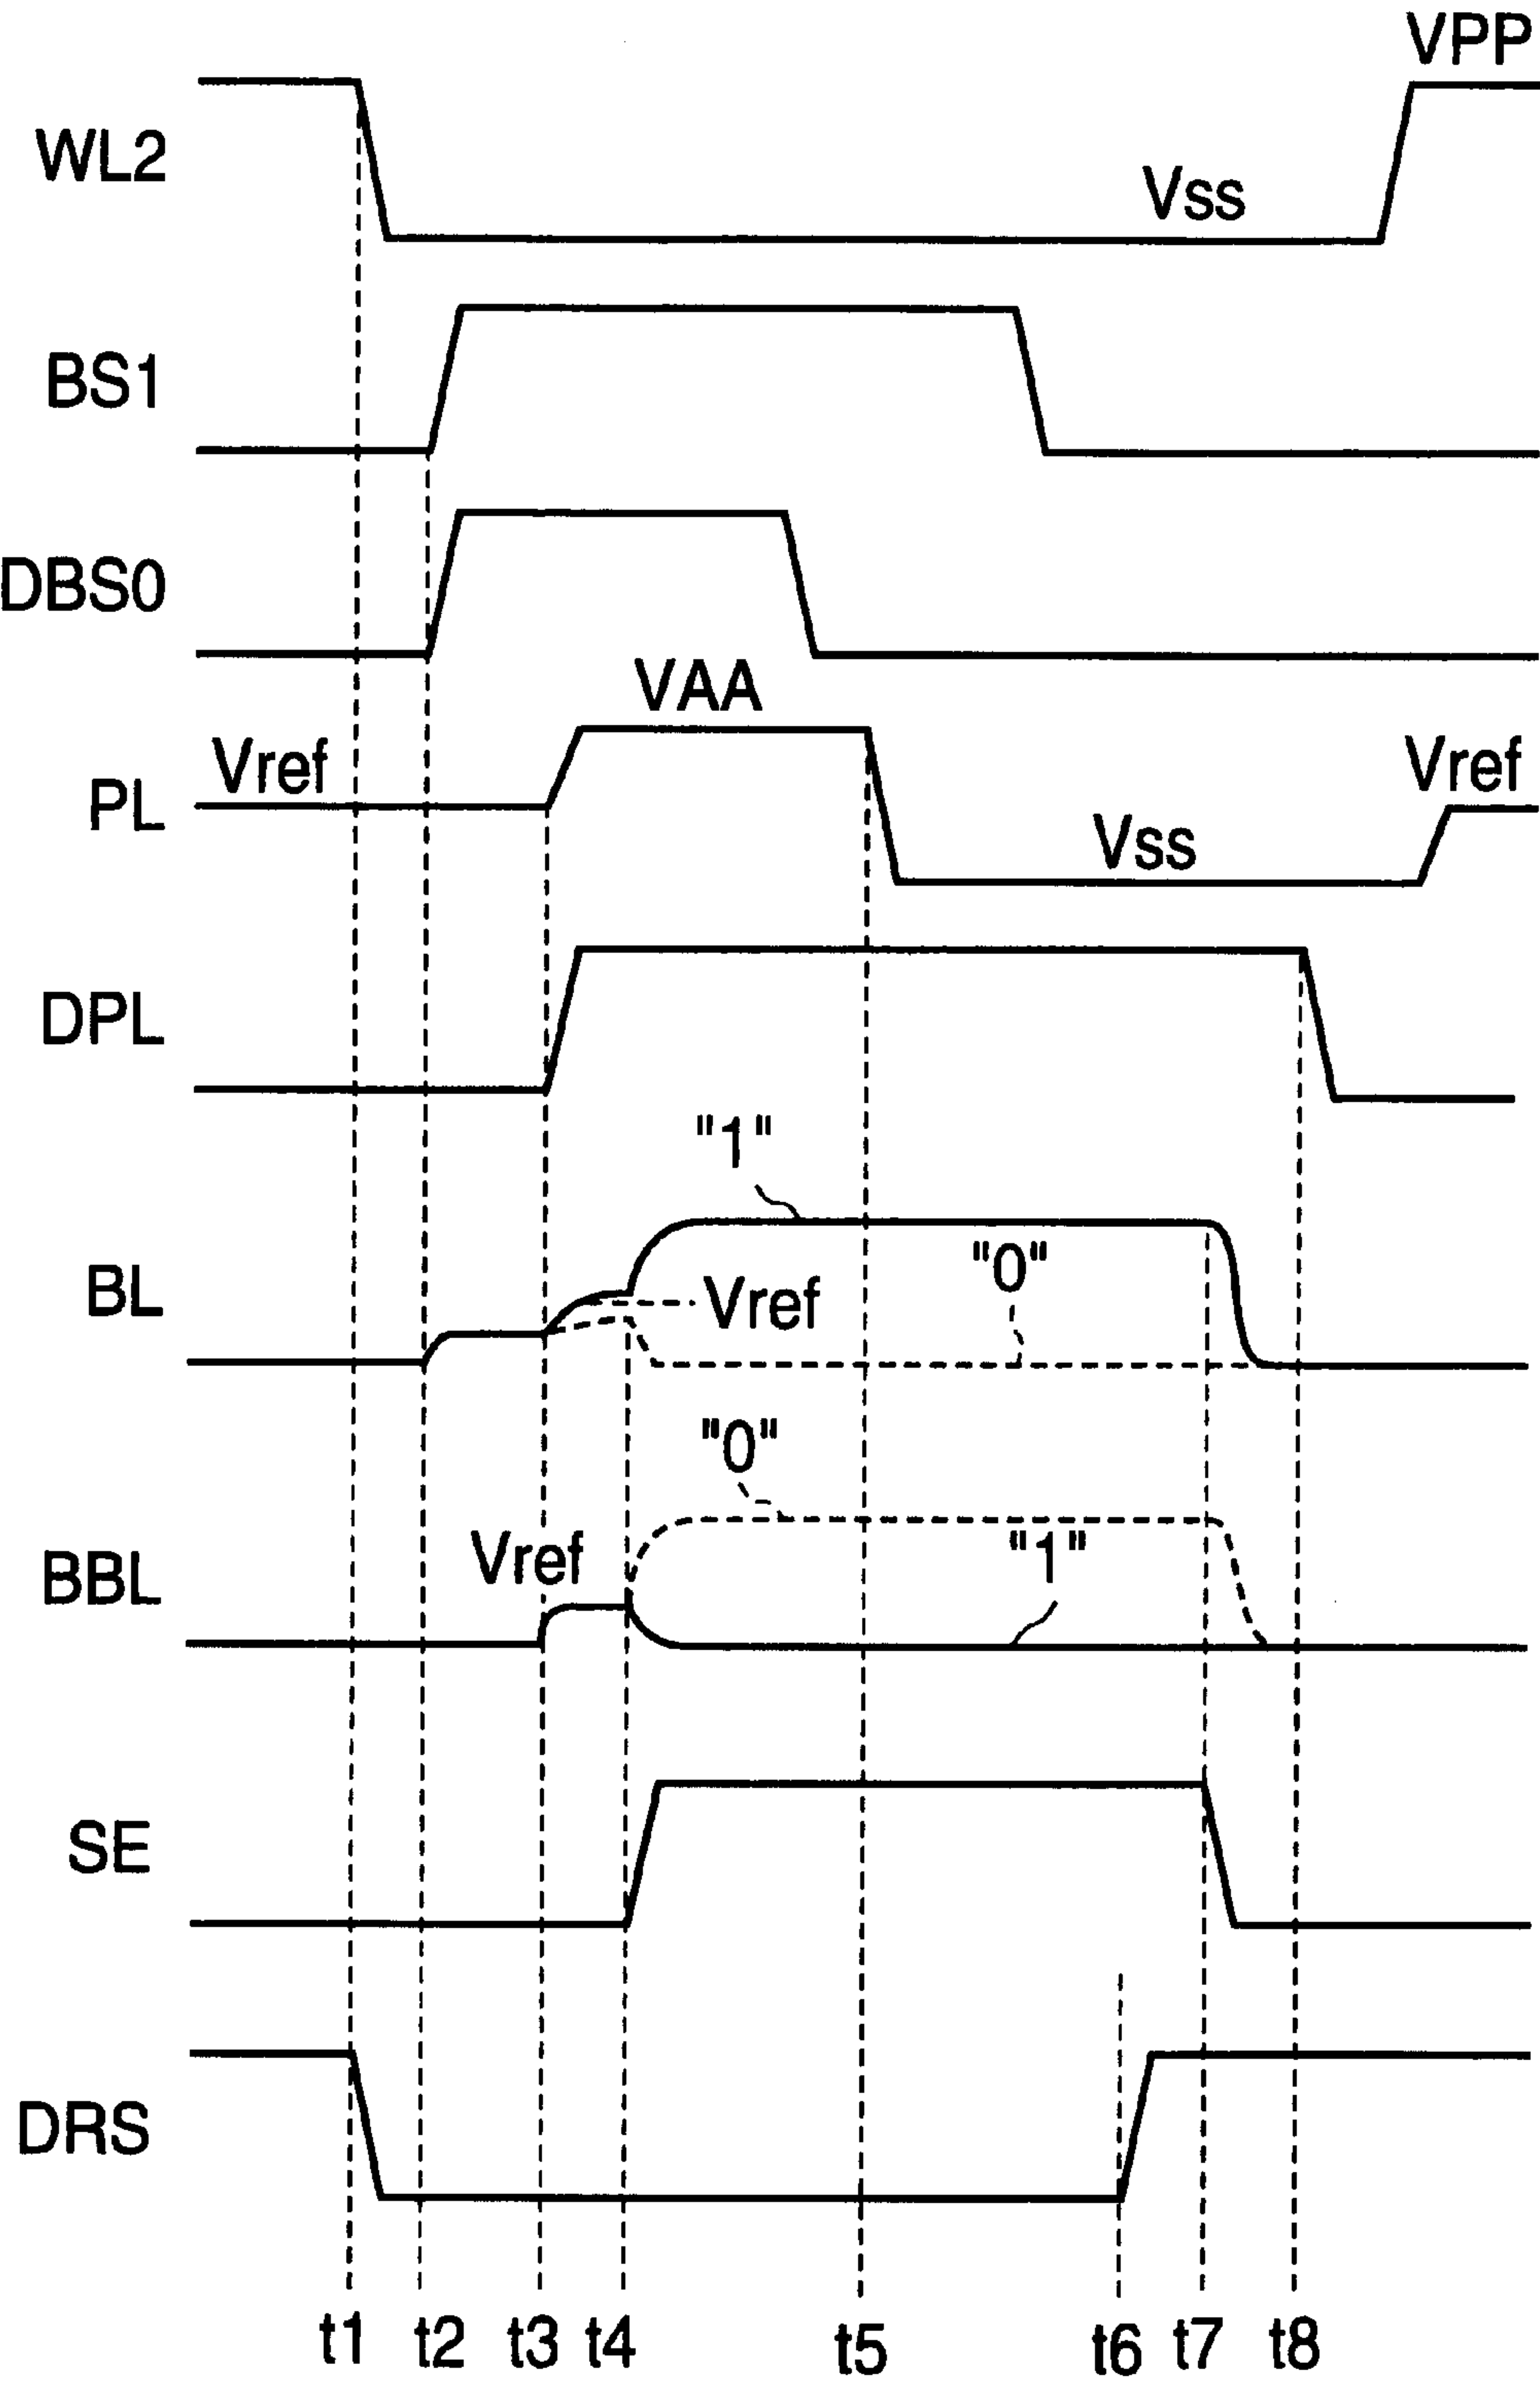 VPP
WL2
Vss
BS1
DBS0
VAA
Vref
Vref
PL
Vss
DPL
"1"
"0"
BL
Vref
"0"
Vref
"1"
BBL
SE
DRS
t1 t2 t3 t4 t5 t6 t7 t8